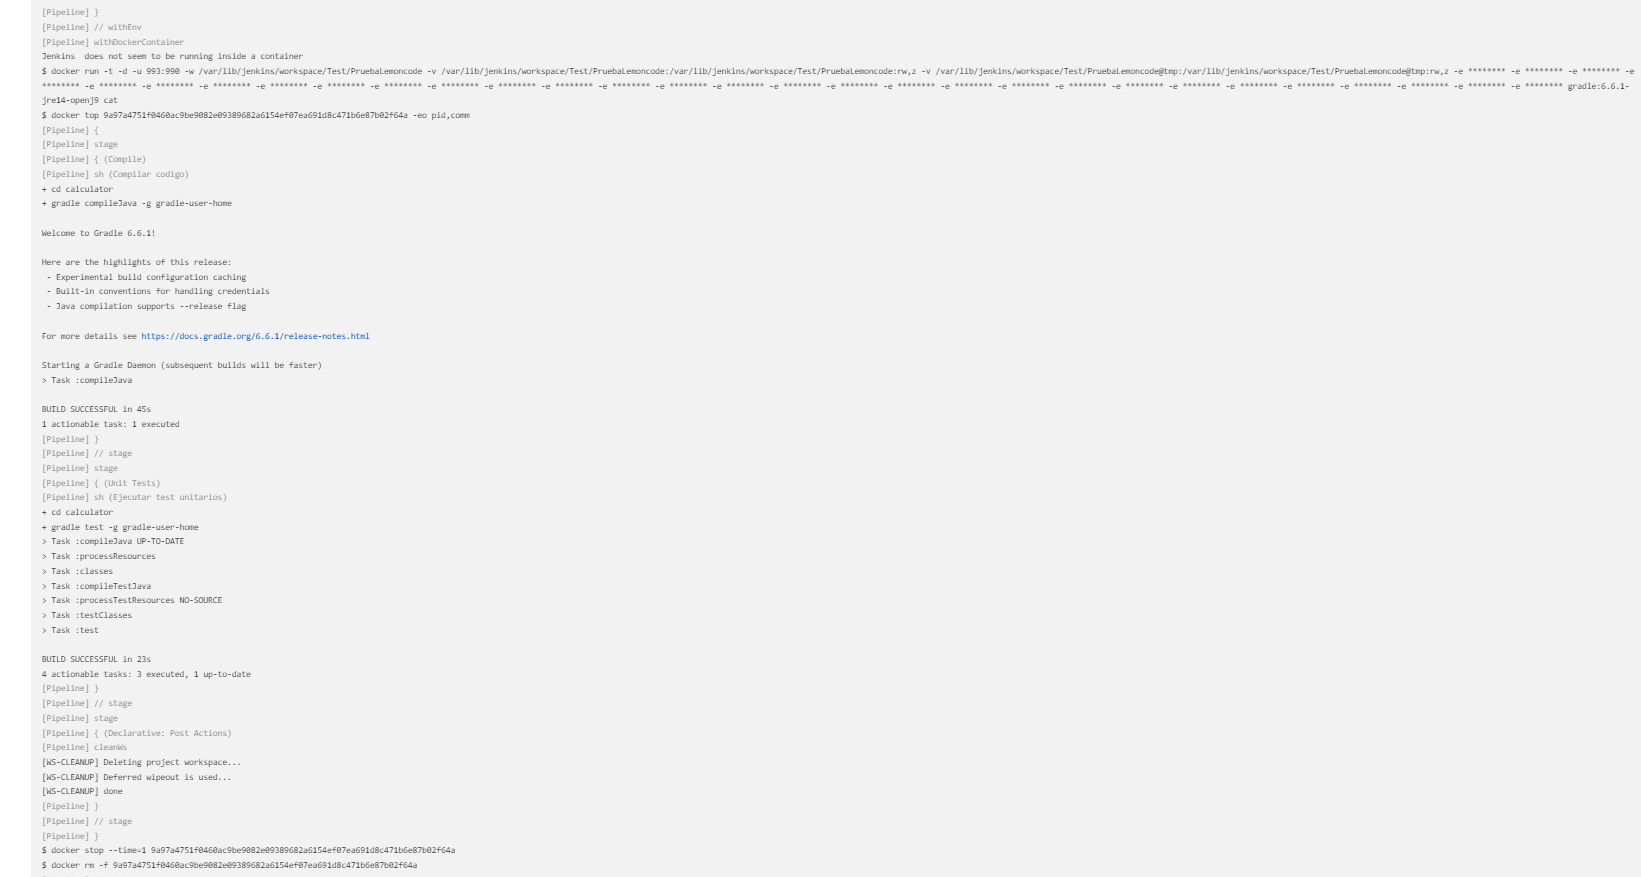 [Pipeline] }
[Pipeline] // withEnv
[Pipeline] withDockerContainer
Jenkins  does not seem to be running inside a container
$ docker run -t -d -u 993:990 -w /var/lib/jenkins/workspace/Test/PruebaLemoncode -v /var/lib/jenkins/workspace/Test/PruebaLemoncode:/var/lib/jenkins/workspace/Test/PruebaLemoncode:rw,z -v /var/lib/jenkins/workspace/Test/PruebaLemoncode@tmp:/var/lib/jenkins/workspace/Test/PruebaLemoncode@tmp:rw,z -e ******** -e ******** -e ******** -e
******** -e ******** -e ******** -e ******** -e ******** -e ******** -e ******** -e ******** -e ******** -e ******** -e ******** -e ******** -e ******** -e ******** -e ******** -e ******** -e ******** -e ******** -e ******** -e ******** -e ******** -e ******** -e ******** -e ******** -e ******** -e ******** -e ******** gradle:6.6.1-
jre14-openj9 cat
$ docker top 9a97a4751f0460ac9be9082e09389682a6154ef07ea691d8c471b6e87b02f64a -eo pid,comm
[Pipeline] {
[Pipeline] stage
[Pipeline] { (Compile)
[Pipeline] sh (Compilar codigo)
+ cd calculator
+ gradle compileJava -g gradle-user-home
Welcome to Gradle 6.6.1!
Here are the highlights of this release:
 - Experimental build configuration caching
 - Built-in conventions for handling credentials
 - Java compilation supports --release flag
For more details see https://docs.gradle.org/6.6.1/release-notes.html
Starting a Gradle Daemon (subsequent builds will be faster)
> Task :compileJava
BUILD SUCCESSFUL in 45s
1 actionable task: 1 executed
[Pipeline] }
[Pipeline] // stage
[Pipeline] stage
[Pipeline] { (Unit Tests)
[Pipeline] sh (Ejecutar test unitarios)
+ cd calculator
+ gradle test -g gradle-user-home
> Task :compileJava UP-TO-DATE
> Task :processResources
> Task :classes
> Task :compileTestJava
> Task :processTestResources NO-SOURCE
> Task :testClasses
> Task :test
BUILD SUCCESSFUL in 23s
4 actionable tasks: 3 executed, 1 up-to-date
[Pipeline] }
[Pipeline] // stage
[Pipeline] stage
[Pipeline] { (Declarative: Post Actions)
[Pipeline] cleanWs
[WS-CLEANUP] Deleting project workspace...
[WS-CLEANUP] Deferred wipeout is used...
[WS-CLEANUP] done
[Pipeline] }
[Pipeline] // stage
[Pipeline] }
$ docker stop --time=1 9a97a4751f0460ac9be9082e09389682a6154ef07ea691d8c471b6e87b02f64a
$ docker rm -f 9a97a4751f0460ac9be9082e09389682a6154ef07ea691d8c471b6e87b02f64a